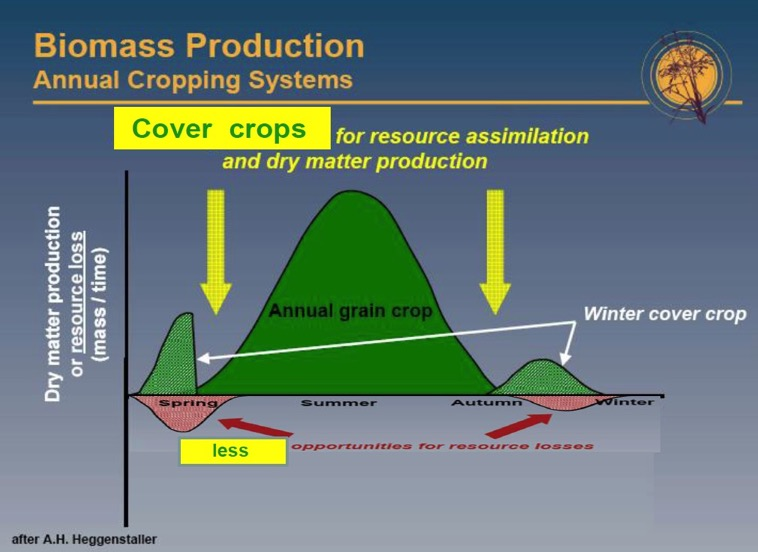 Biomass Production
Annual Cropping Systems
Cover crops for resource assimilation
and dry matter production
Dry matter production
or resource loss
(mass / time)
Annual grain crop
Winter cover crop
Spring Summer Autumn Winter
less opportunities for resource losses
after A.H. Heggenstaller